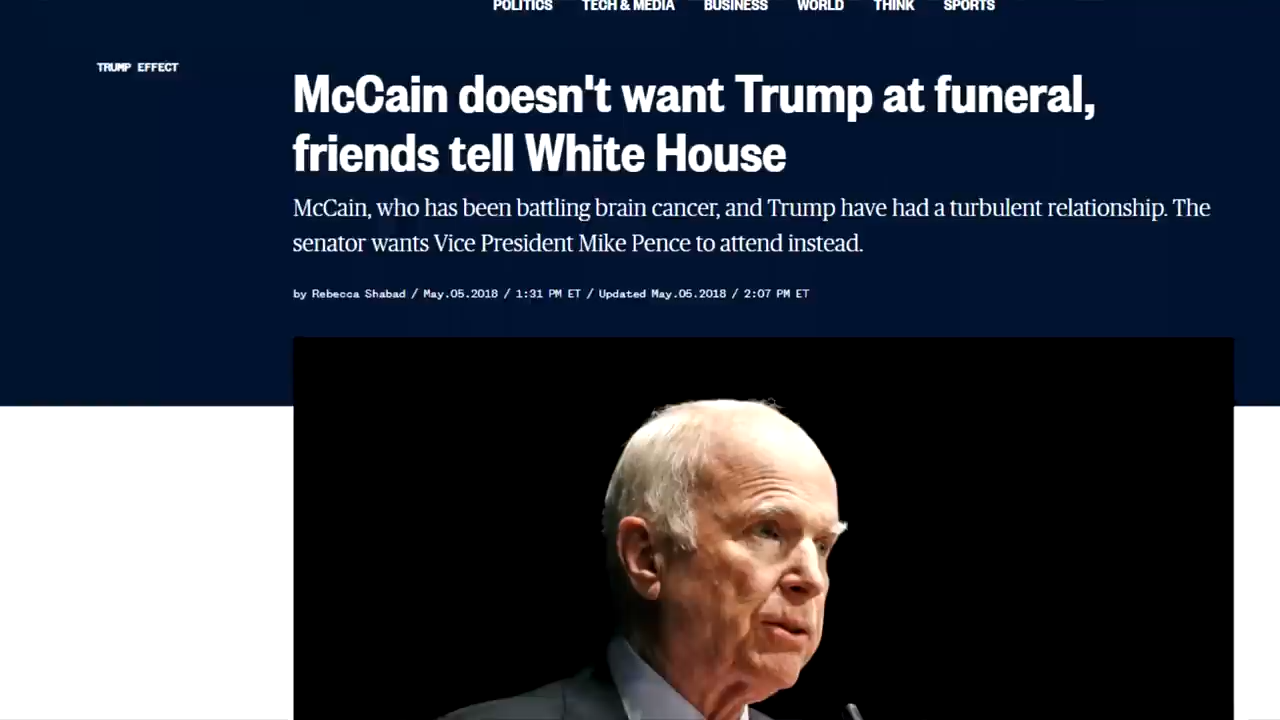 POLITICS TECH & MEDIA BUSINESS WORLD THINK SPORTS
TRUMP EFFECT
McCain doesn't want Trump at funeral,
friends tell White House
McCain, who has been battling brain cancer, and Trump have had a turbulent relationship. The
senator wants Vice President Mike Pence to attend instead.
by Rebecca Shabad / May.05.2018 / 1:31 PM ET / Updated May.05.2018 / 2:07 PM ET